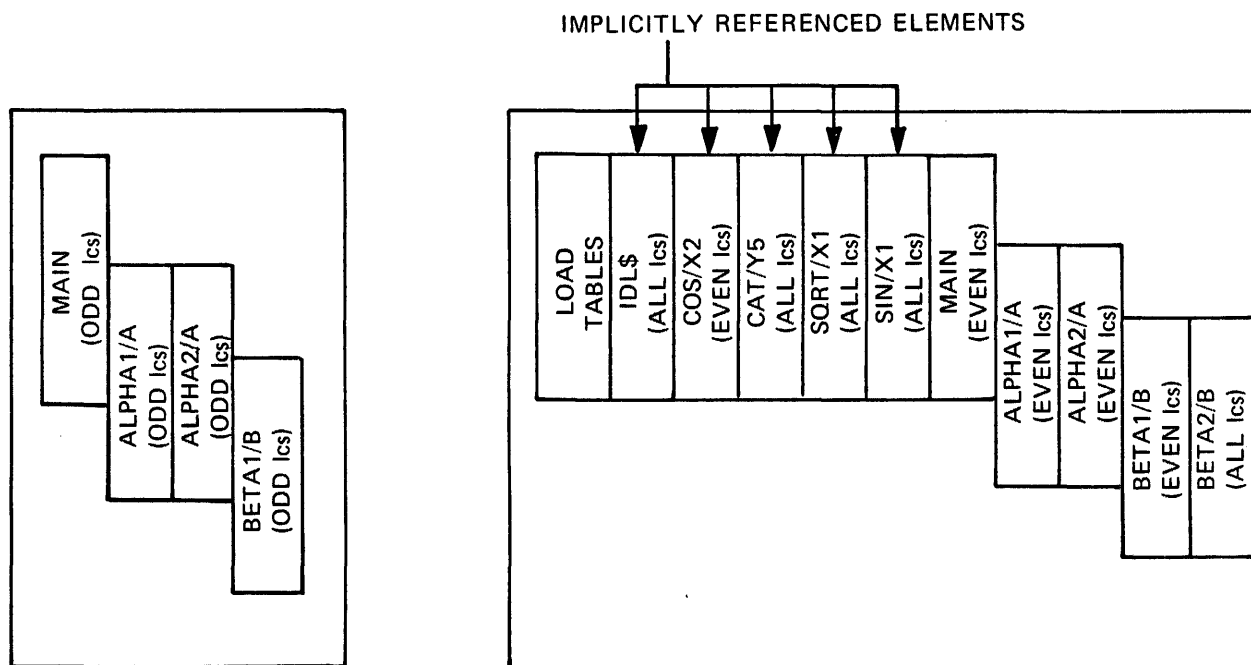 IMPLICITLY REFERENCED ELEMENTS
MAIN
(ODD lcs)
ALPHA1/A
(ODD lcs)
ALPHA2/A
(ODD lcs)
BETA1/B
(ODD lcs)
LOAD
TABLES
IDL$
(ALL lcs)
COS/X2
(EVEN lcs)
CAT/Y5
(ALL lcs)
SQRT/X1
(ALL lcs)
SIN/X1
(ALL lcs)
MAIN
(EVEN lcs)
ALPHA1/A
(EVEN lcs)
ALPHA2/A
(EVEN lcs)
BETA1/B
(EVEN lcs)
BETA2/B
(ALL lcs)